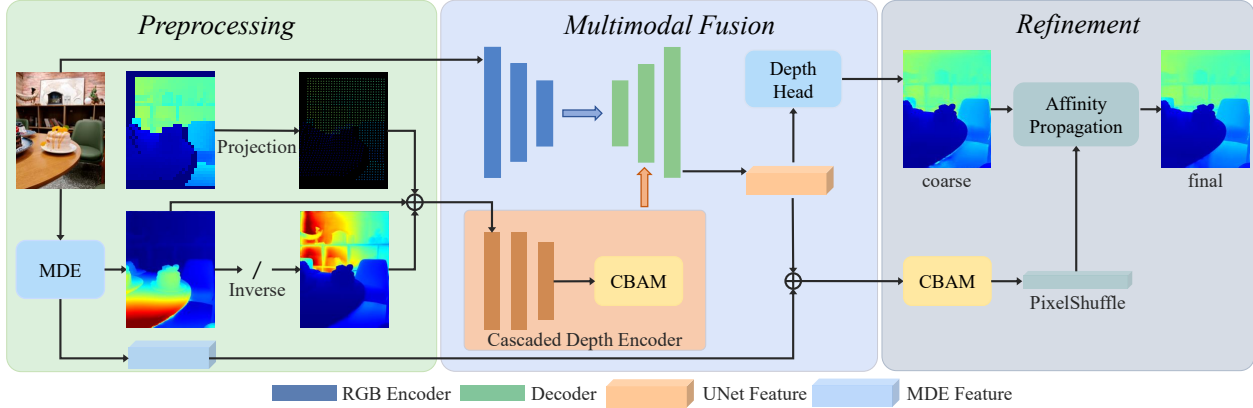 Preprocessing
Multimodal Fusion
Refinement
Projection
MDE
/
Inverse
Depth
Head
CBAM
Cascaded Depth Encoder
coarse
Affinity
Propagation
final
CBAM
PixelShuffle
RGB Encoder
Decoder
UNet Feature
MDE Feature